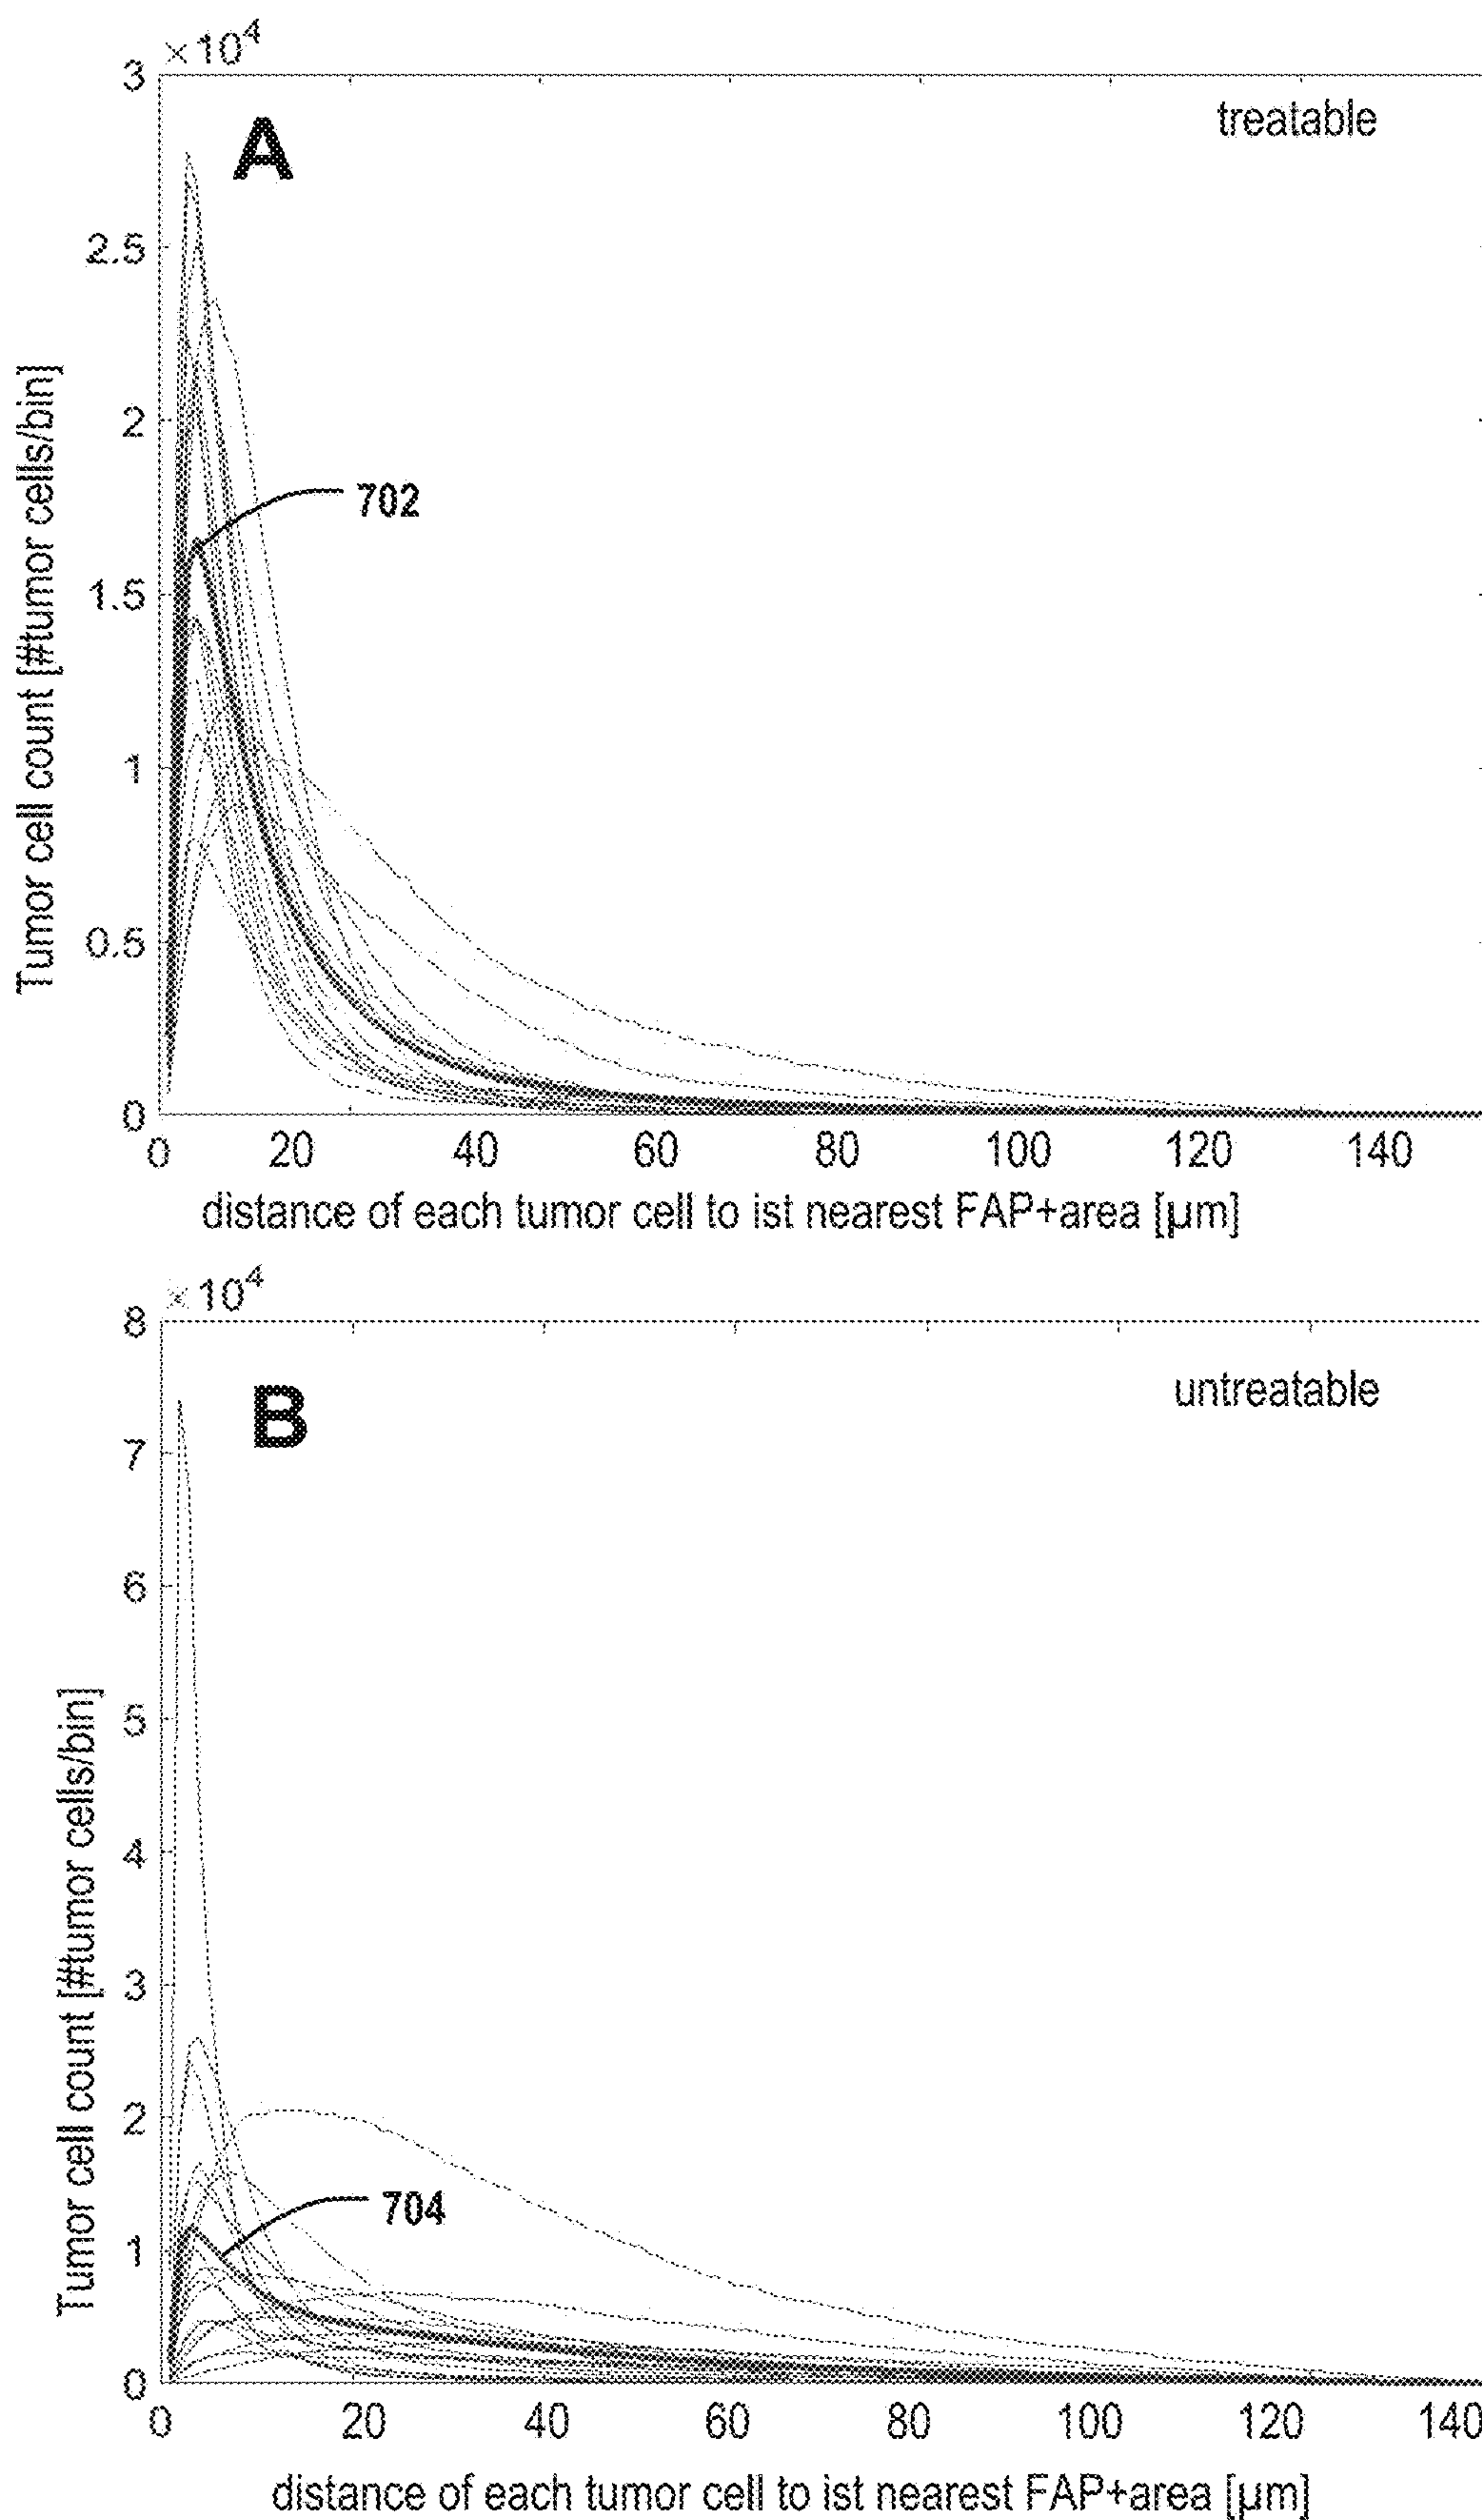 ×10⁴
3
A
treatable
2.5
2
702
1.5
1
0.5
0
Tumor cell count [#tumor cells/bin]
0 20 40 60 80 100 120 140
distance of each tumor cell to ist nearest FAP+area [µm]
×10⁴
8
B
untreatable
7
6
5
4
3
2
704
1
0
Tumor cell count [#tumor cells/bin]
0 20 40 60 80 100 120 140
distance of each tumor cell to ist nearest FAP+area [µm]